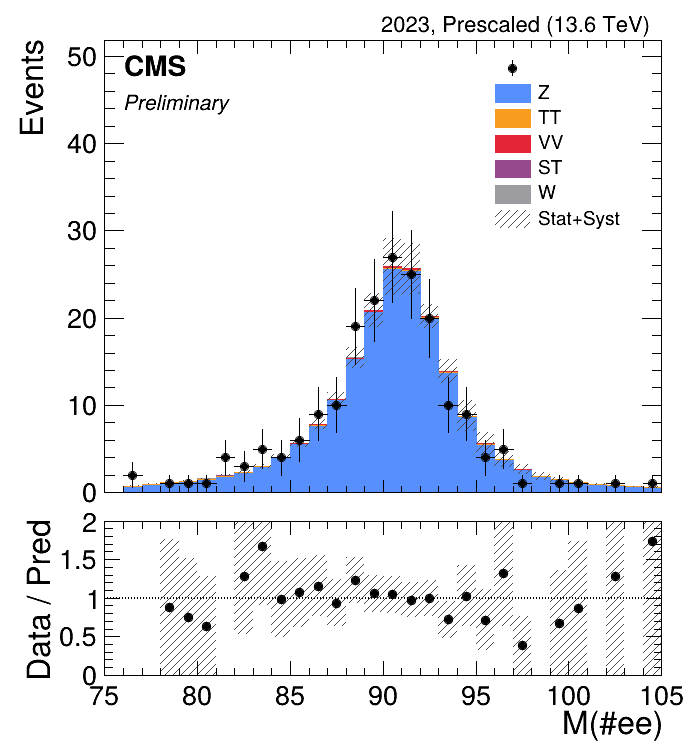 2023, Prescaled (13.6 TeV)
Events
50
40
30
20
10
0
CMS
Preliminary
Z
TT
VV
ST
W
Stat+Syst
Data / Pred
2
1.5
1
0.5
0
75 80 85 90 95 100 105
M(#ee)